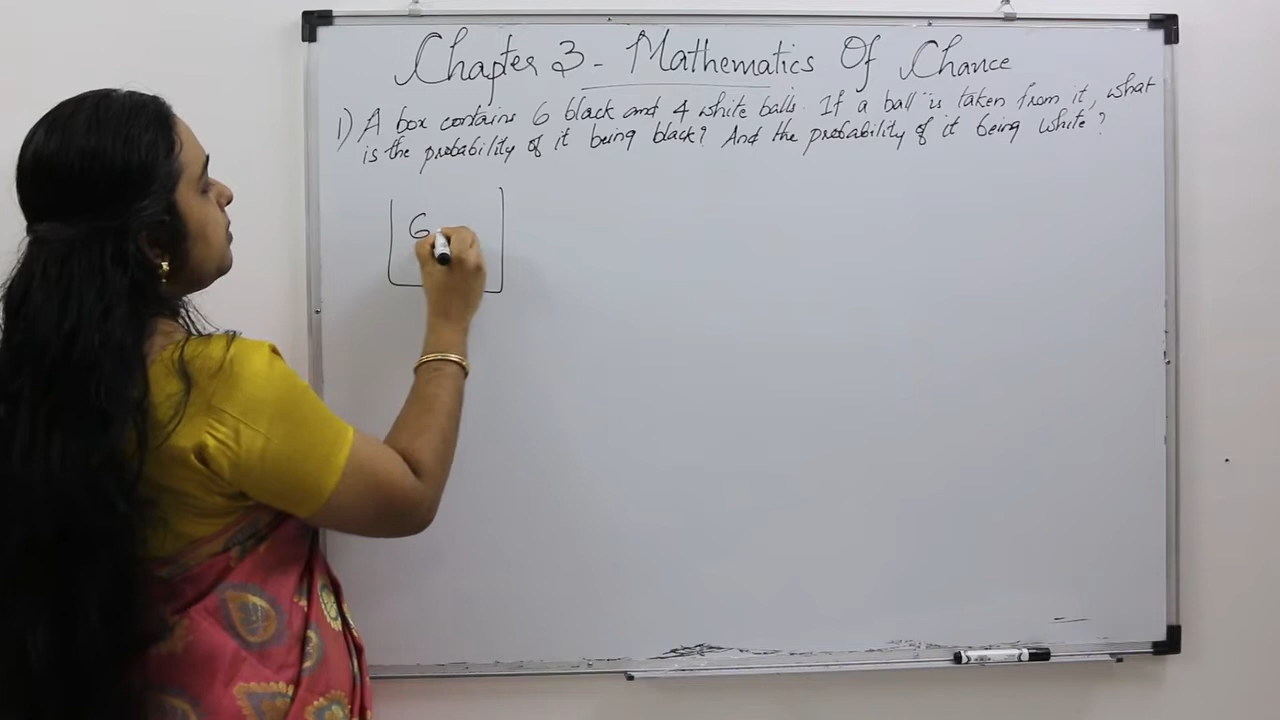 Chapter 3 - Mathematics Of Chance
1) A box contains 6 black and 4 white balls. If a ball is taken from it, what
is the probability of it being black? And the probability of it being white?
6